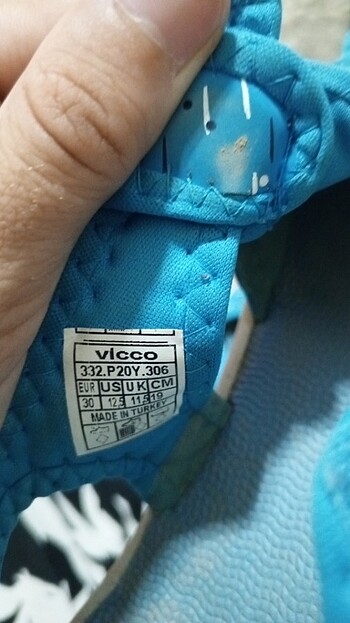 vicco
332.P20Y.306
EUR US UK CM
30 12,5 11,5 19
MADE IN TURKEY